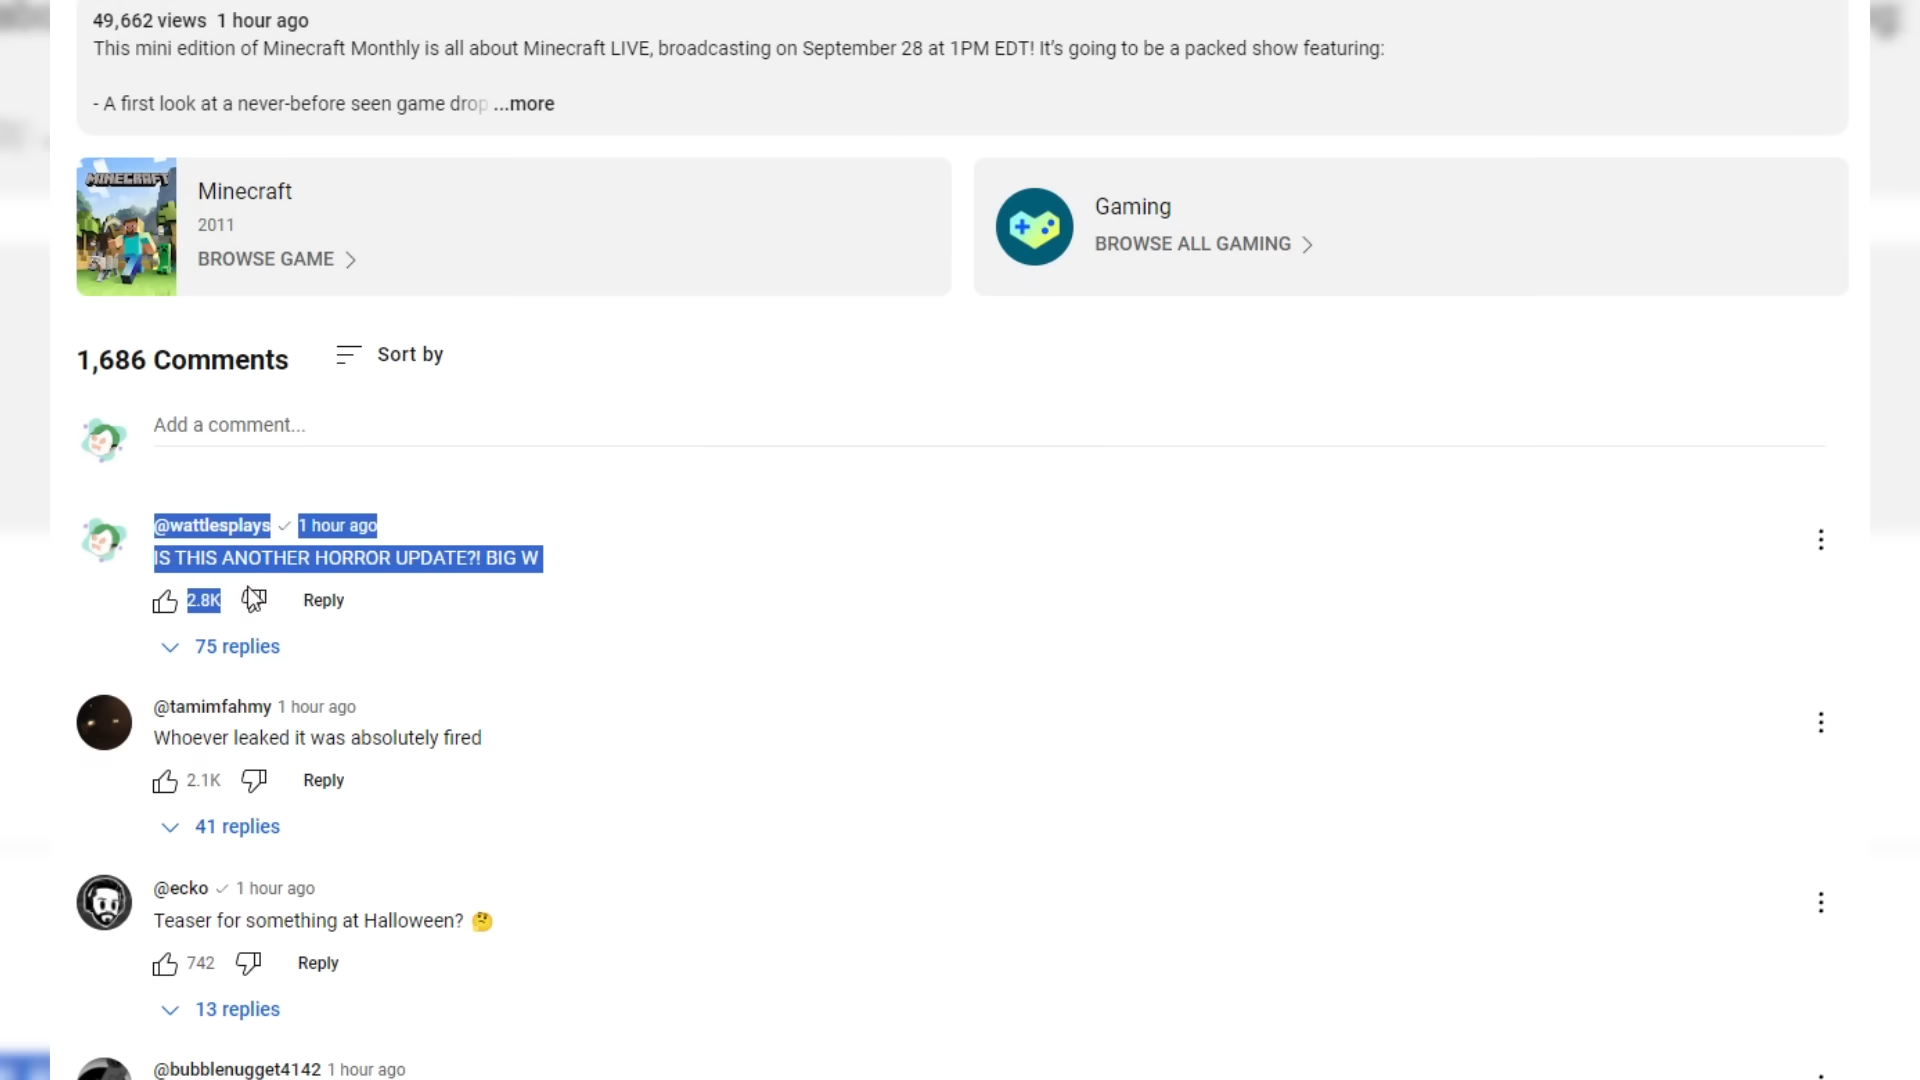 49,662 views 1 hour ago
This mini edition of Minecraft Monthly is all about Minecraft LIVE, broadcasting on September 28 at 1PM EDT! It's going to be a packed show featuring:
- A first look at a never-before seen game drop ...more
MINECRAFT
Minecraft
2011
BROWSE GAME
Gaming
BROWSE ALL GAMING
1,686 Comments
Sort by
Add a comment...
@wattlesplays 1 hour ago
IS THIS ANOTHER HORROR UPDATE?! BIG W
2.8K Reply
75 replies
@tamimfahmy 1 hour ago
Whoever leaked it was absolutely fired
2.1K Reply
41 replies
@ecko 1 hour ago
Teaser for something at Halloween? 🤔
742 Reply
13 replies
@bubblenugget4142 1 hour ago